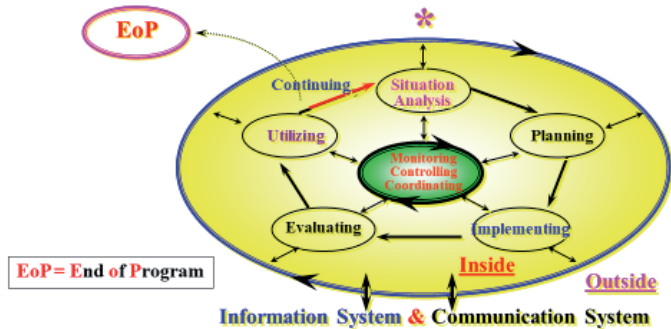 EoP
*
Continuing
Situation
Analysis
Utilizing
Planning
Monitoring
Controlling
Coordinating
Evaluating
Implementing
EoP = End of Program
Inside
Outside
Information System & Communication System